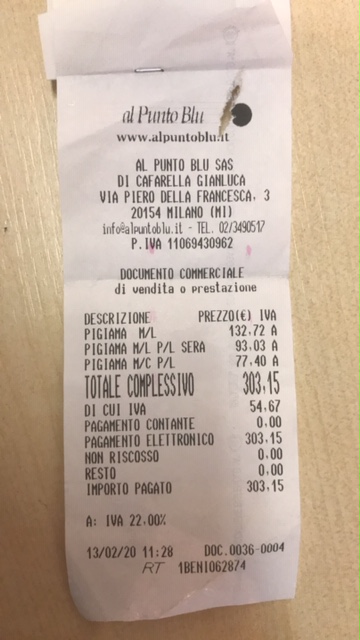 al Punto Blu
www.alpuntoblu.it
AL PUNTO BLU SAS
DI CAFARELLA GIANLUCA
VIA PIERO DELLA FRANCESCA, 3
20154 MILANO (MI)
info@alpuntoblu.it - TEL. 02/3490517
P.IVA 11069430962
DOCUMENTO COMMERCIALE
di vendita o prestazione
DESCRIZIONE PREZZO(€) IVA
PIGIAMA M/L 132,72 A
PIGIAMA M/L P/L SERA 93,03 A
PIGIAMA M/C P/L 77,40 A
TOTALE COMPLESSIVO 303,15
DI CUI IVA 54,67
PAGAMENTO CONTANTE 0,00
PAGAMENTO ELETTRONICO 303,15
NON RISCOSSO 0,00
RESTO 0,00
IMPORTO PAGATO 303,15
A: IVA 22,00%
13/02/20 11:28 DOC.0036-0004
RT 1BENI062874